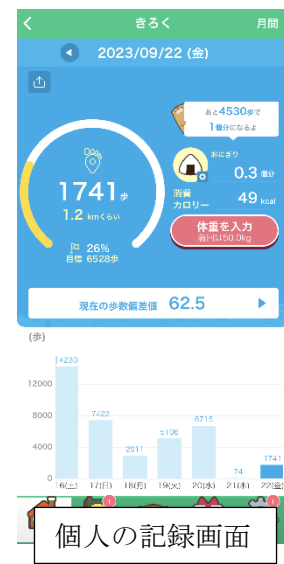 きろく
月間
2023/09/22 (金)
あと4530歩で
1個分になるよ
1741歩
1.2 kmくらい
26%
目標 6528歩
おにぎり
0.3 個分
消費
カロリー
49 kcal
体重を入力
前回は50.0kg
現在の歩数偏差値 62.5
(歩)
14230
12000
7422
8000
6715
5106
4000
2911
1741
74
0
16(土) 17(日) 18(月) 19(火) 20(水) 21(木) 22(金)
個人の記録画面